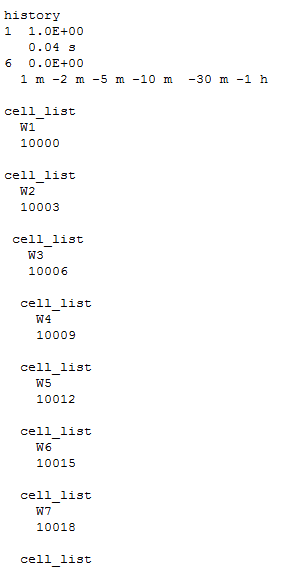 history
1  1.0E+00
   0.04 s
6  0.0E+00
  1 m -2 m -5 m -10 m  -30 m -1 h
cell_list
  W1
  10000
cell_list
  W2
  10003
 cell_list
   W3
   10006
  cell_list
    W4
    10009
  cell_list
    W5
    10012
  cell_list
    W6
    10015
  cell_list
    W7
    10018
  cell_list